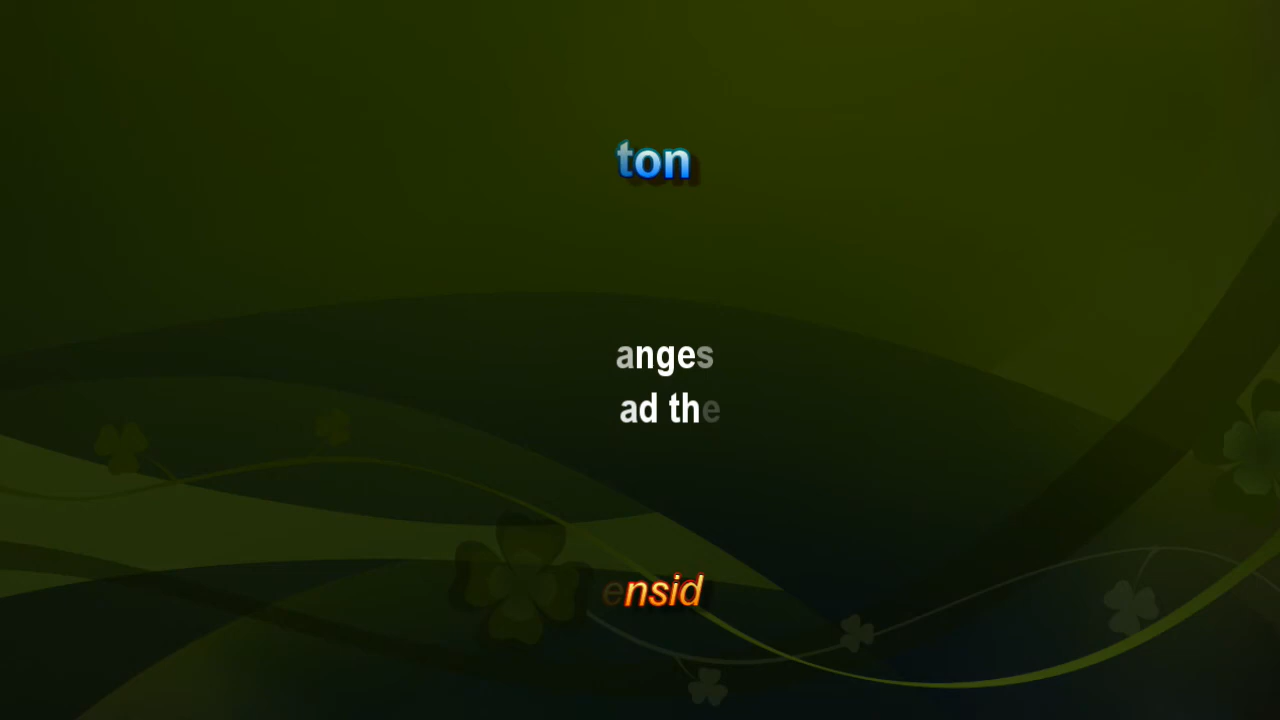 ton
anges
ad the
ensid